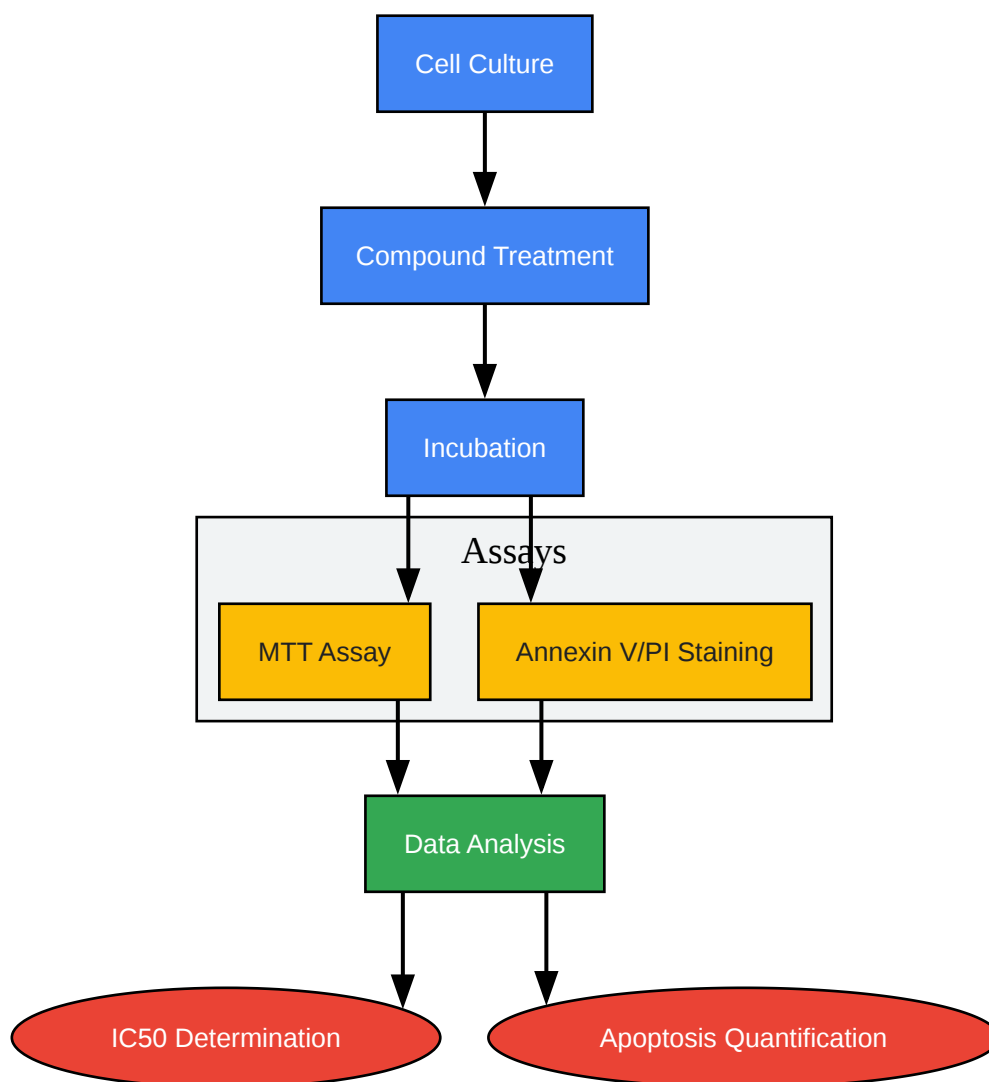 Cell Culture
Compound Treatment
Incubation
Assays
MTT Assay
Annexin V/PI Staining
Data Analysis
IC50 Determination
Apoptosis Quantification